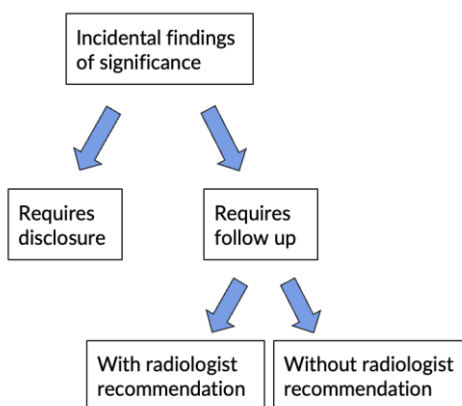 Incidental findings
of significance
Requires
disclosure
Requires
follow up
With radiologist
recommendation
Without radiologist
recommendation